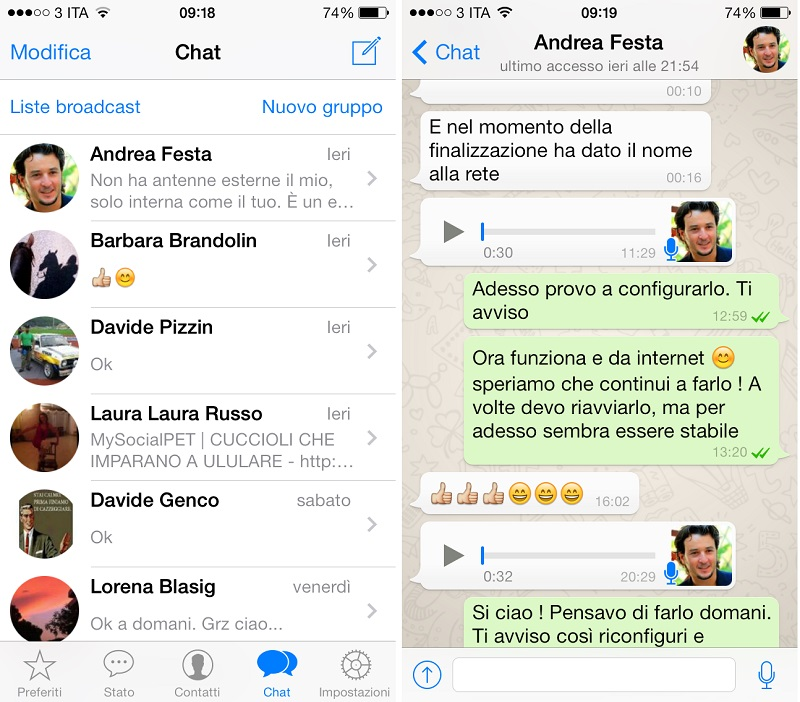 3 ITA 09:18 74%
Modifica Chat
Liste broadcast Nuovo gruppo
Andrea Festa Ieri
Non ha antenne esterne il mio,
solo interna come il tuo. È un e…
Barbara Brandolin Ieri
👍😊
Davide Pizzin Ieri
Ok
Laura Laura Russo Ieri
MySocialPET | CUCCIOLI CHE
IMPARANO A ULULARE - http:…
Davide Genco sabato
Ok
Lorena Blasig venerdì
Ok a domani. Grz ciao...
Preferiti Stato Contatti Chat Impostazioni
3 ITA 09:19 74%
Chat Andrea Festa
ultimo accesso ieri alle 21:54
00:10
E nel momento della
finalizzazione ha dato il nome
alla rete
00:16
0:30 11:29
Adesso provo a configurarlo. Ti
avviso
12:59
Ora funziona e da internet 😊
speriamo che continui a farlo ! A
volte devo riavviarlo, ma per
adesso sembra essere stabile
13:20
👍👍👍😄😄😄 16:02
0:32 20:29
Si ciao ! Pensavo di farlo domani.
Ti avviso così riconfiguri e